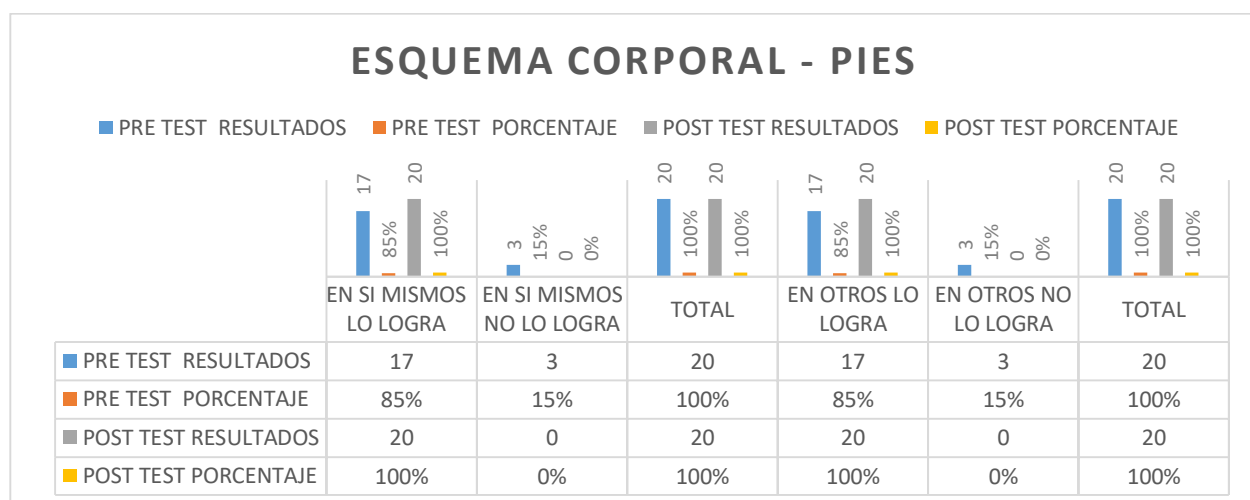 ESQUEMA CORPORAL - PIES
PRE TEST RESULTADOS PRE TEST PORCENTAJE POST TEST RESULTADOS POST TEST PORCENTAJE
17 85% 20 100% 3 15% 0 0% 20 100% 20 100% 17 85% 20 100% 3 15% 0 0% 20 100% 20 100%
EN SI MISMOS LO LOGRA
EN SI MISMOS NO LO LOGRA
TOTAL
EN OTROS LO LOGRA
EN OTROS NO LO LOGRA
TOTAL
PRE TEST RESULTADOS 17 3 20 17 3 20
PRE TEST PORCENTAJE 85% 15% 100% 85% 15% 100%
POST TEST RESULTADOS 20 0 20 20 0 20
POST TEST PORCENTAJE 100% 0% 100% 100% 0% 100%